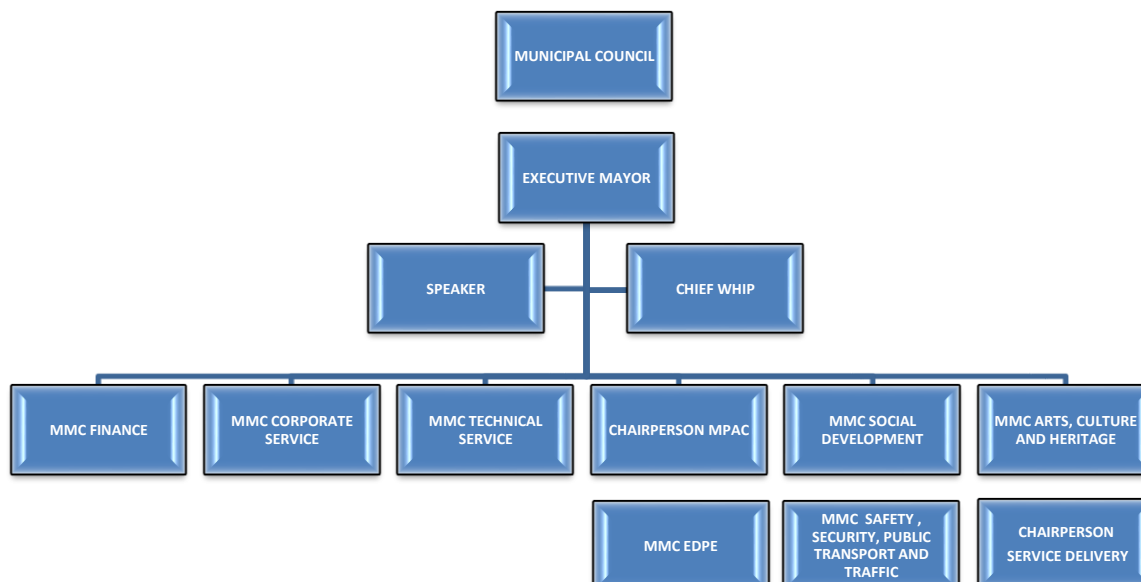 MUNICIPAL COUNCIL
EXECUTIVE MAYOR
SPEAKER
CHIEF WHIP
MMC FINANCE
MMC CORPORATE
SERVICE
MMC TECHNICAL
SERVICE
CHAIRPERSON MPAC
MMC SOCIAL
DEVELOPMENT
MMC ARTS, CULTURE
AND HERITAGE
MMC EDPE
MMC SAFETY ,
SECURITY, PUBLIC
TRANSPORT AND
TRAFFIC
CHAIRPERSON
SERVICE DELIVERY